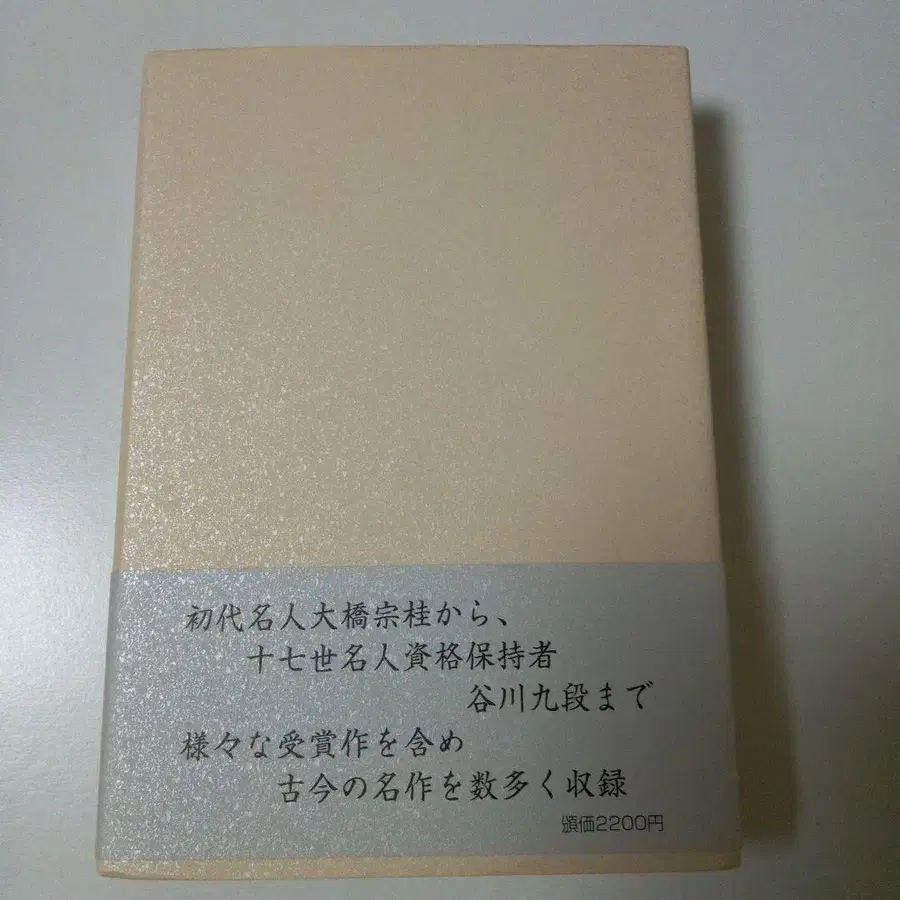 初代名人大橋宗桂から、
十七世名人資格保持者
谷川九段まで
様々な受賞作を含め
古今の名作を数多く収録
頒価2200円